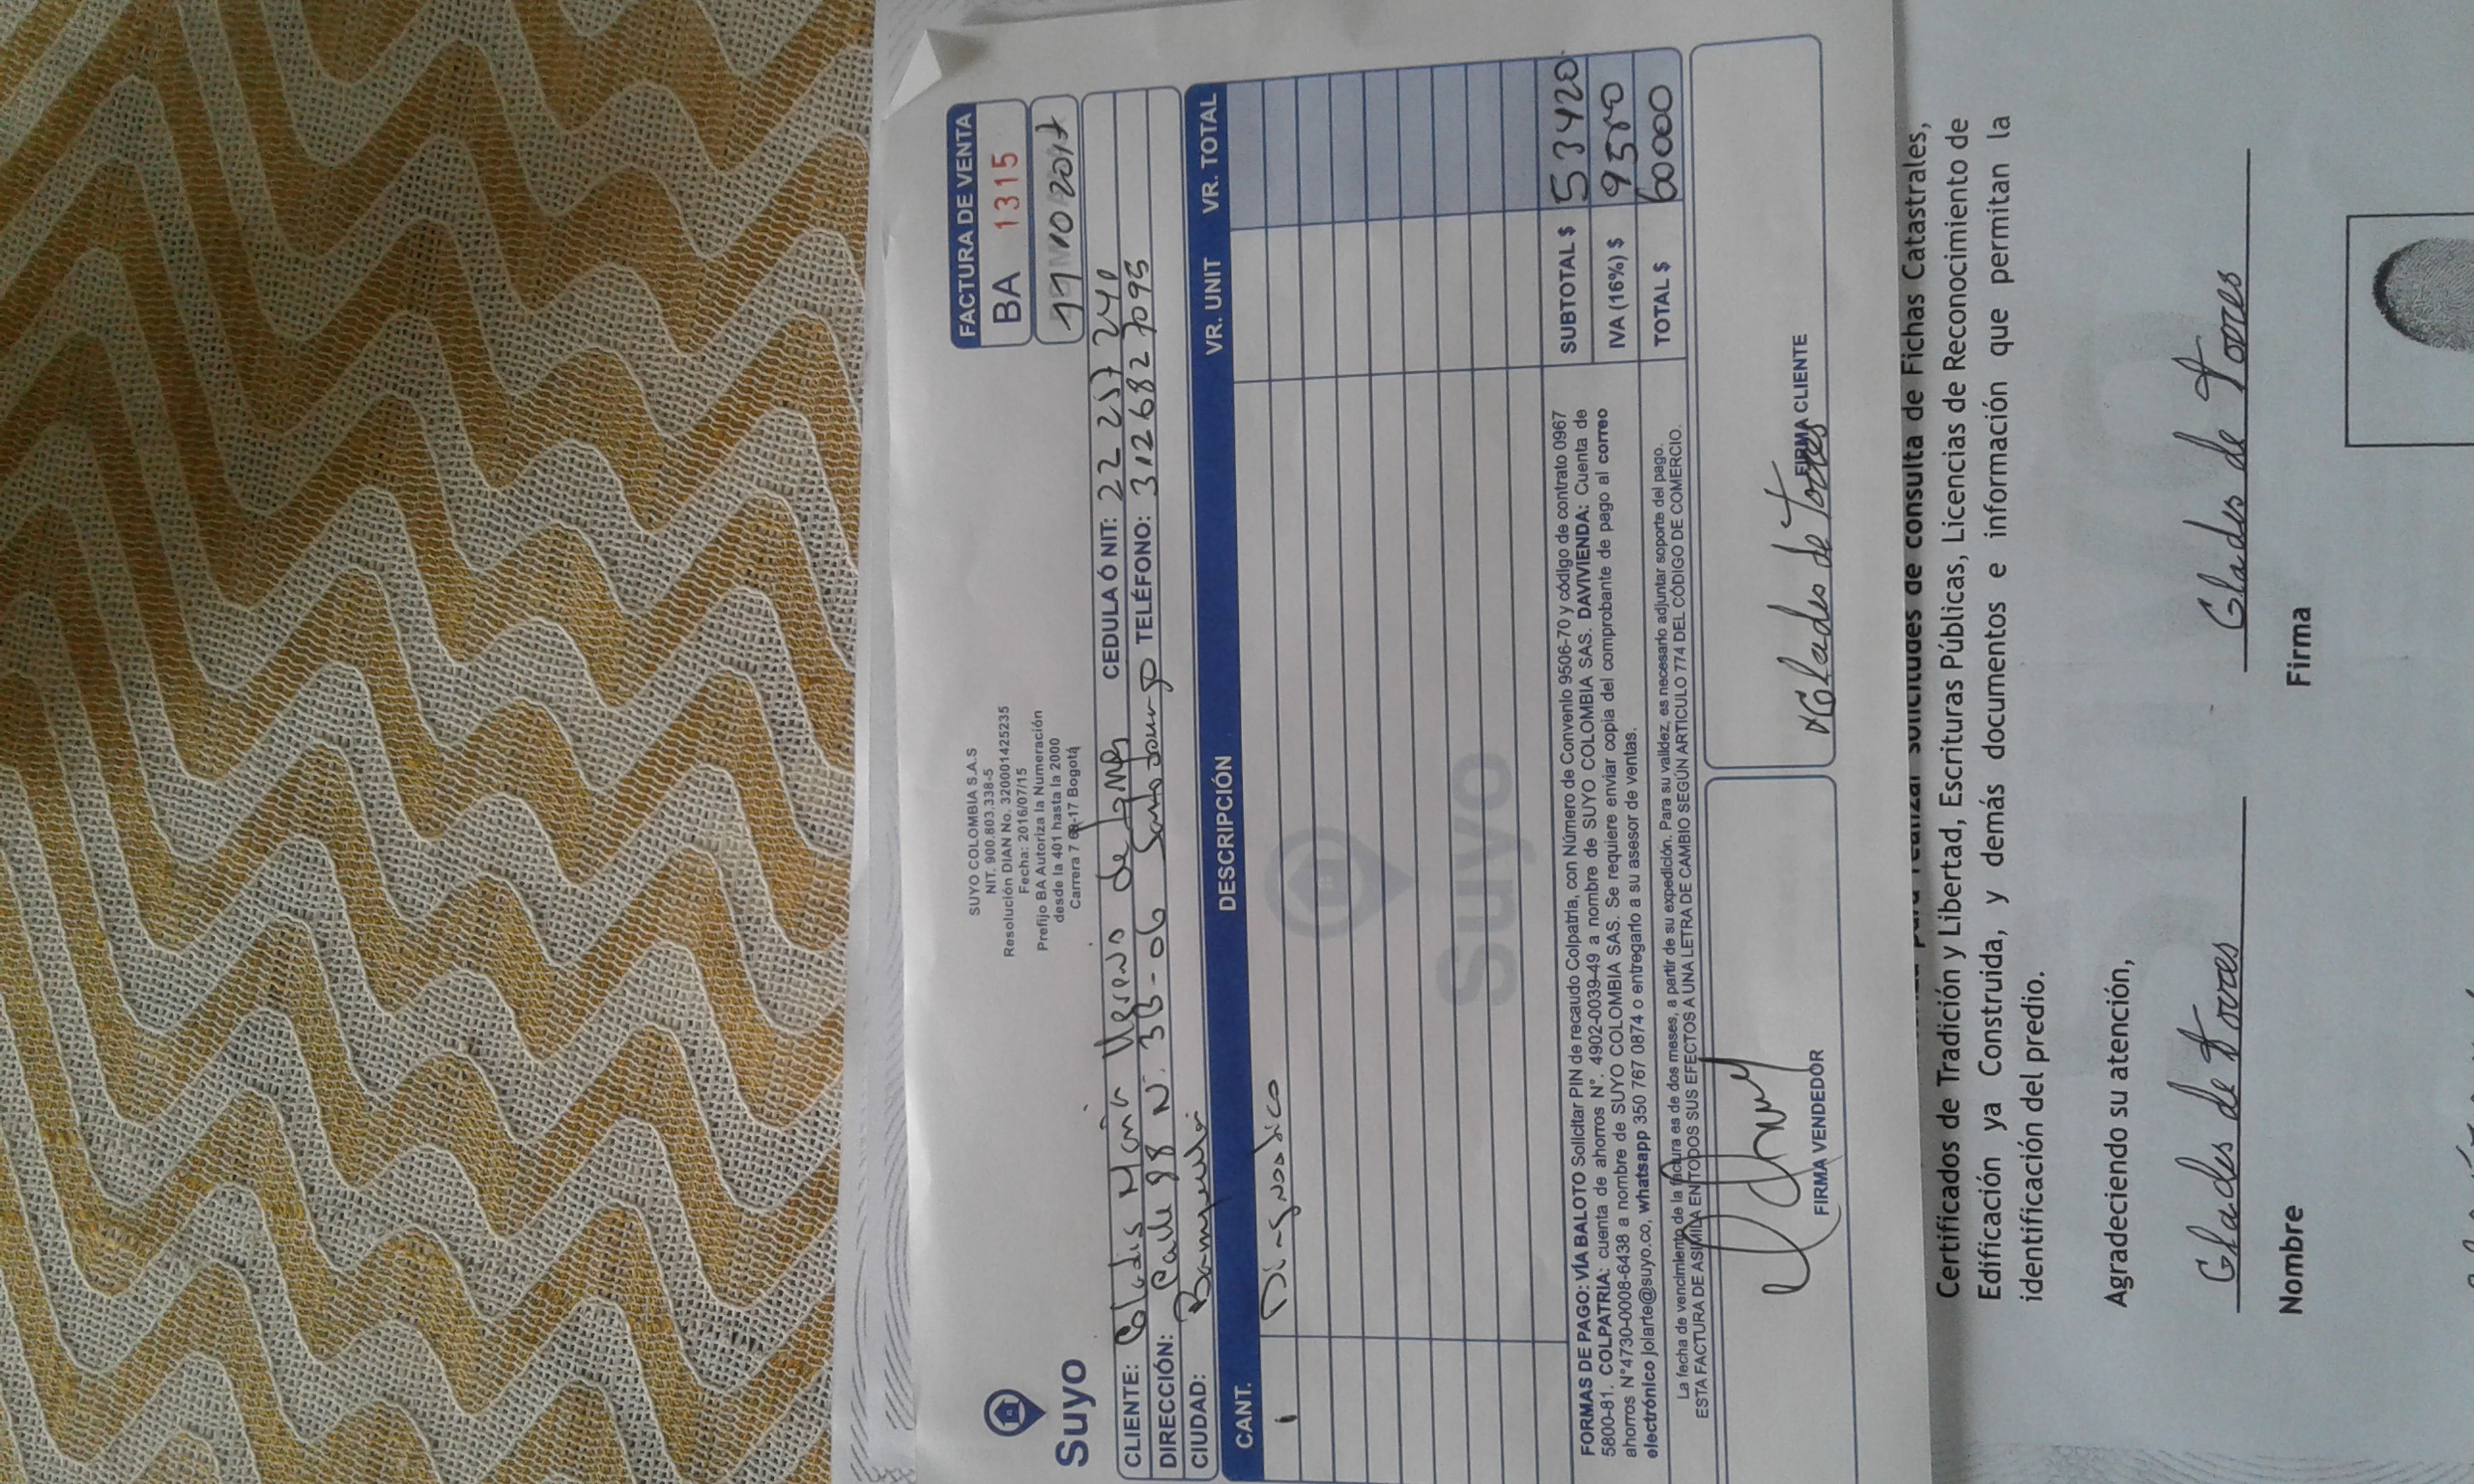 SUYO COLOMBIA S.A.S
NIT. 900.803.338-5
Resolución DIAN No. 320001425235
Fecha: 2016/07/15
Prefijo BA Autoriza la Numeración
desde la 401 hasta la 2000
Carrera 7 69-17 Bogotá
Suyo
FACTURA DE VENTA
BA 1315
11 10 2017
CLIENTE: Gladis María de Torres CEDULA Ó NIT: 22 257 240
DIRECCIÓN: Calle 88 N. 3B-06 Santo Domingo TELÉFONO: 3126827095
CIUDAD:
CANT. DESCRIPCIÓN VR. UNIT VR. TOTAL
1 Diagnostico
Suyo
FORMAS DE PAGO: VÍA BALOTO Solicitar PIN de recaudo Colpatria, con Número de Convenio 9506-70 y código de contrato 0967
5800-81. COLPATRIA: cuenta de ahorros N°. 4902-0039-49 a nombre de SUYO COLOMBIA SAS. DAVIVIENDA: Cuenta de
ahorros N°4730-0008-6438 a nombre de SUYO COLOMBIA SAS. Se requiere enviar copia del comprobante de pago al correo
electrónico jolarte@suyo.co, whatsapp 350 767 0874 o entregarlo a su asesor de ventas.
SUBTOTAL $ 53420
IVA (16%) $ 9580
TOTAL $ 60000
La fecha de vencimiento de la factura es de dos meses, a partir de su expedición. Para su validez, es necesario adjuntar soporte del pago.
ESTA FACTURA DE ASIMILA EN TODOS SUS EFECTOS A UNA LETRA DE CAMBIO SEGÚN ARTICULO 774 DEL CÓDIGO DE COMERCIO.
FIRMA VENDEDOR
Glades de Torres FIRMA CLIENTE
para realizar solicitudes de consulta de Fichas Catastrales,
Certificados de Tradición y Libertad, Escrituras Públicas, Licencias de Reconocimiento de
Edificación ya Construida, y demás documentos e información que permitan la
identificación del predio.
Agradeciendo su atención,
Glades de Torres Glades de Torres
Nombre Firma